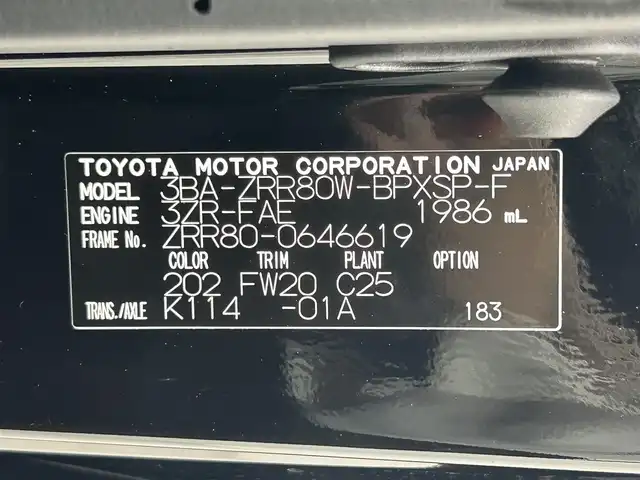 TOYOTA MOTOR CORPORATION JAPAN
MODEL 3BA-ZRR80W-BPXSP-F
ENGINE 3ZR-FAE 1986 mL
FRAME No. ZRR80-0646619
COLOR TRIM PLANT OPTION
202 FW20 C25
TRANS./AXLE K114 -01A 183